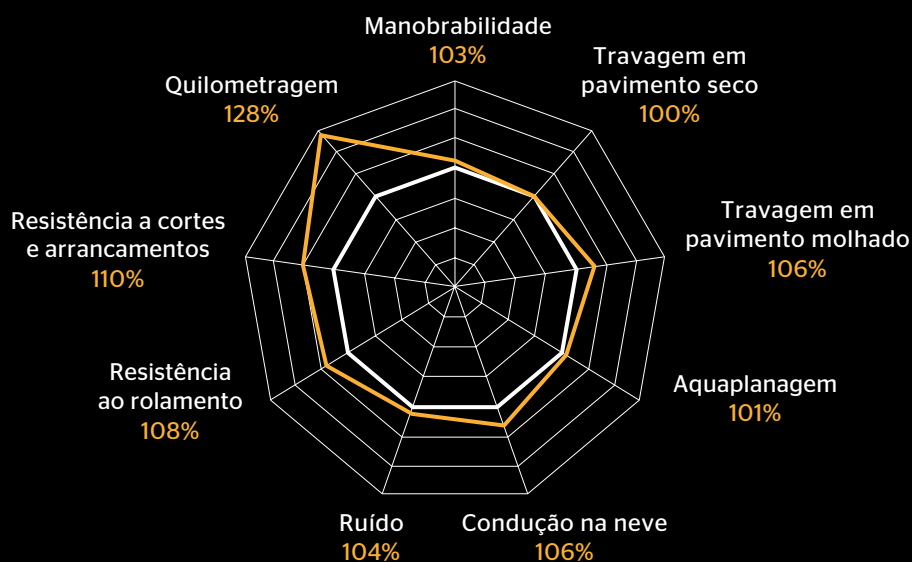 Manobrabilidade
103%
Travagem em
pavimento seco
100%
Travagem em
pavimento molhado
106%
Aquaplanagem
101%
Condução na neve
106%
Ruído
104%
Resistência
ao rolamento
108%
Resistência a cortes
e arrancamentos
110%
Quilometragem
128%